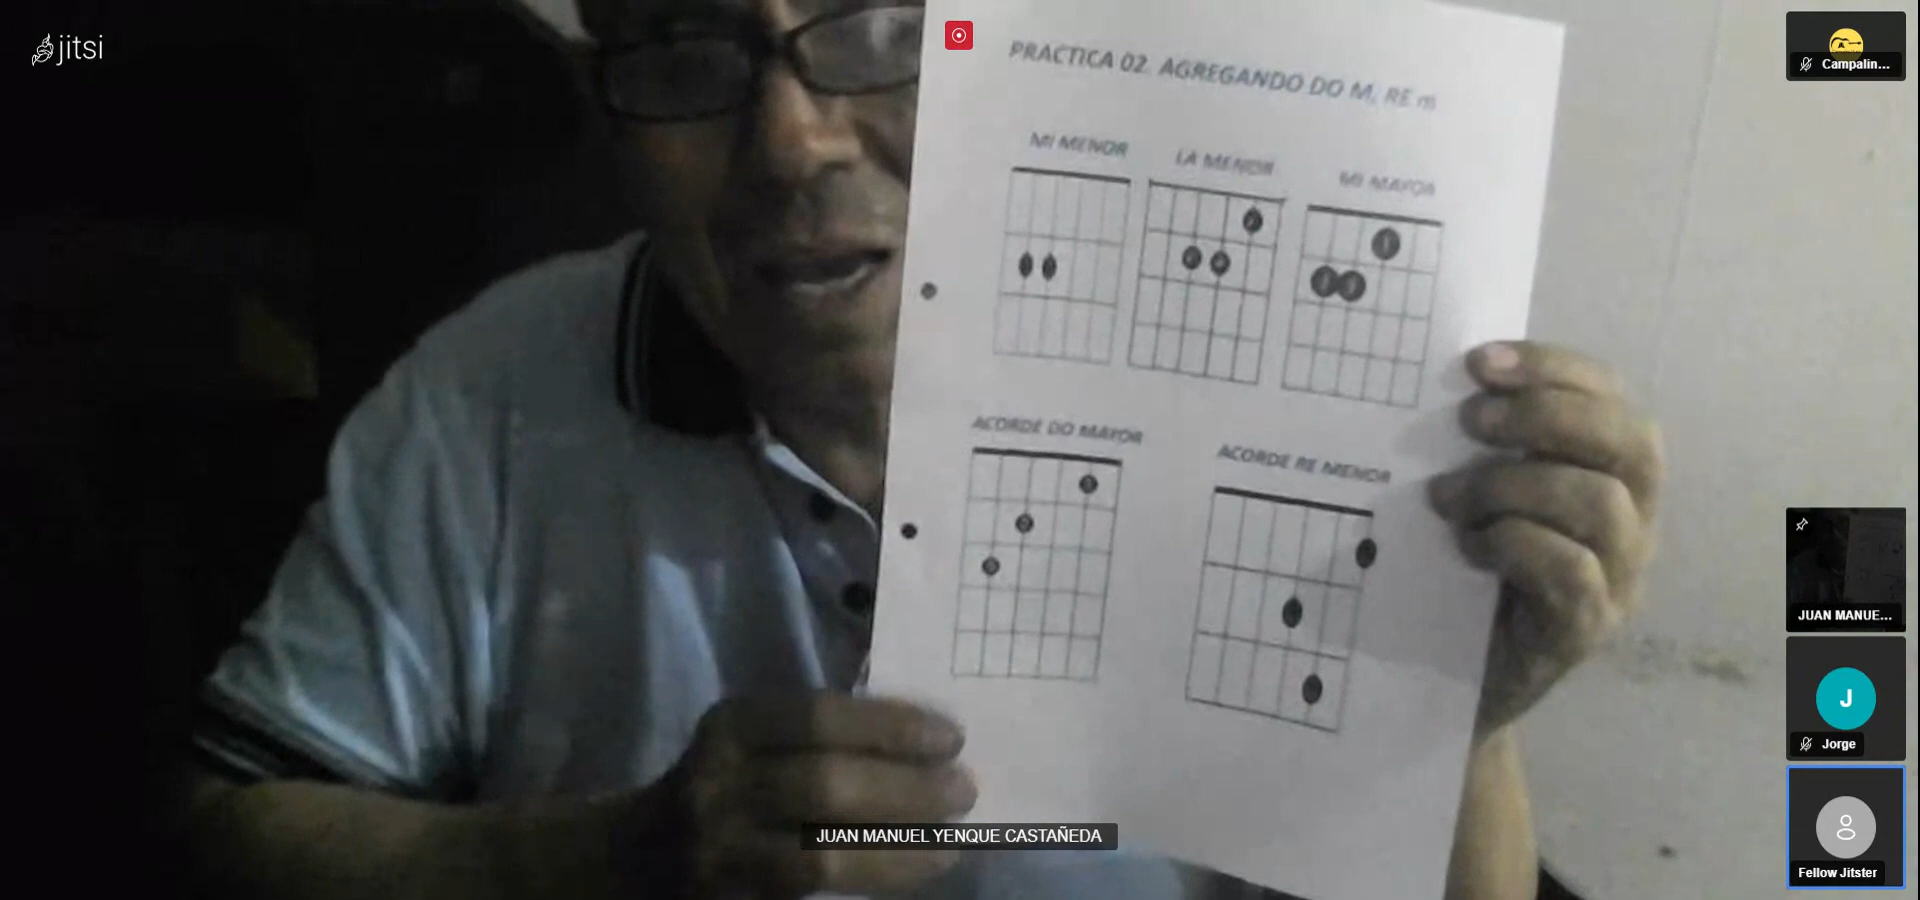 jitsi
PRACTICA 02. AGREGANDO DO M, RE m
MI MENOR
LA MENOR
MI MAYOR
ACORDE DO MAYOR
ACORDE RE MENOR
JUAN MANUEL YENQUE CASTAÑEDA
Campalin...
JUAN MANUE...
J
Jorge
Fellow Jitster